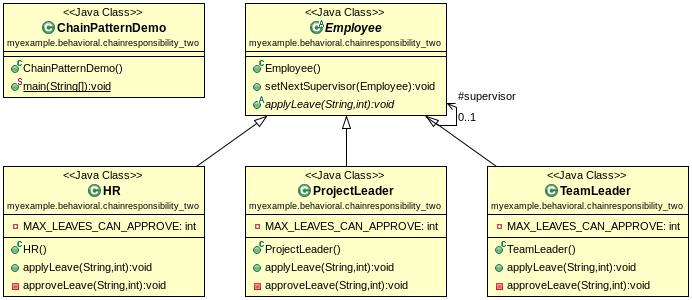 <<Java Class>>
ChainPatternDemo
myexample.behavioral.chainresponsibility_two
ChainPatternDemo()
main(String[]):void
<<Java Class>>
Employee
myexample.behavioral.chainresponsibility_two
Employee()
setNextSupervisor(Employee):void
applyLeave(String,int):void
#supervisor
0..1
<<Java Class>>
HR
myexample.behavioral.chainresponsibility_two
MAX_LEAVES_CAN_APPROVE: int
HR()
applyLeave(String,int):void
approveLeave(String,int):void
<<Java Class>>
ProjectLeader
myexample.behavioral.chainresponsibility_two
MAX_LEAVES_CAN_APPROVE: int
ProjectLeader()
applyLeave(String,int):void
approveLeave(String,int):void
<<Java Class>>
TeamLeader
myexample.behavioral.chainresponsibility_two
MAX_LEAVES_CAN_APPROVE: int
TeamLeader()
applyLeave(String,int):void
approveLeave(String,int):void